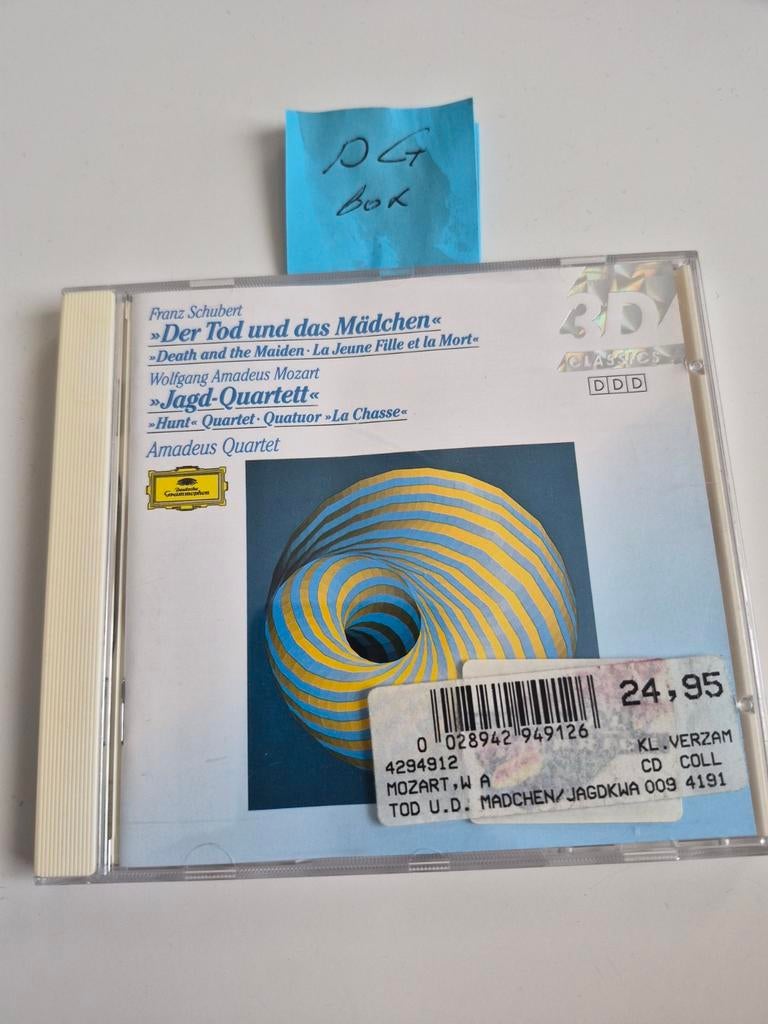 DG
Box
Franz Schubert
»Der Tod und das Mädchen«
»Death and the Maiden · La Jeune Fille et la Mort«
Wolfgang Amadeus Mozart
»Jagd-Quartett«
»Hunt« Quartet · Quatuor »La Chasse«
Amadeus Quartet
Deutsche
Grammophon
3D
CLASSICS
DDD
24,95
0 028942 949126
4294912
KL.VERZAM
MOZART,W A
CD COLL
TOD U.D. MADCHEN/JAGDKWA 009 4191